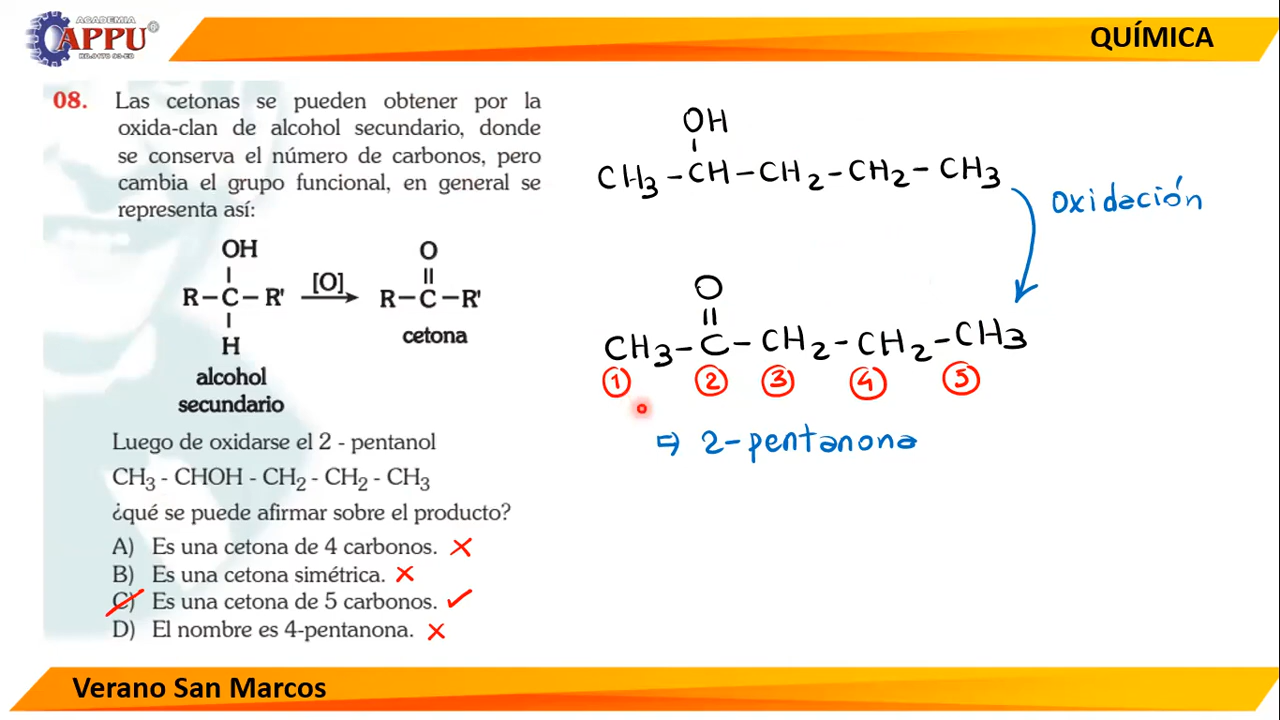 ACADEMIA
APPU®
QUÍMICA
08. Las cetonas se pueden obtener por la
oxida-clan de alcohol secundario, donde
se conserva el número de carbonos, pero
cambia el grupo funcional, en general se
representa así:
OH
R–C–R' [O] R–C–R'
H
O
cetona
alcohol
secundario
Luego de oxidarse el 2 - pentanol
CH₃ - CHOH - CH₂ - CH₂ - CH₃
¿qué se puede afirmar sobre el producto?
A) Es una cetona de 4 carbonos. ✗
B) Es una cetona simétrica. ✗
C) Es una cetona de 5 carbonos. ✓
D) El nombre es 4-pentanona. ✗
OH
CH₃ – CH – CH₂ – CH₂ – CH₃
Oxidación
O
CH₃ – C – CH₂ – CH₂ – CH₃
① ② ③ ④ ⑤
⇒ 2-pentanona
Verano San Marcos